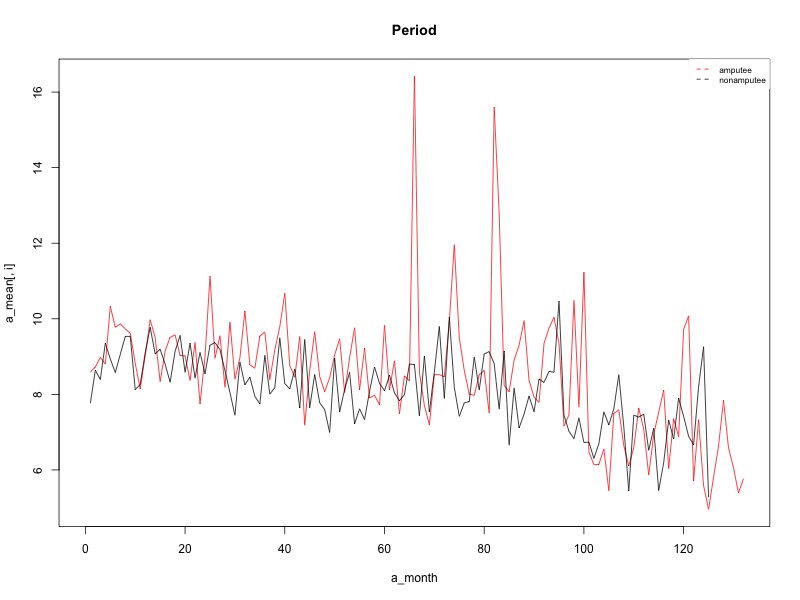 Period
amputee
nonamputee
a_mean[, i]
16
14
12
10
8
6
0 20 40 60 80 100 120
a_month